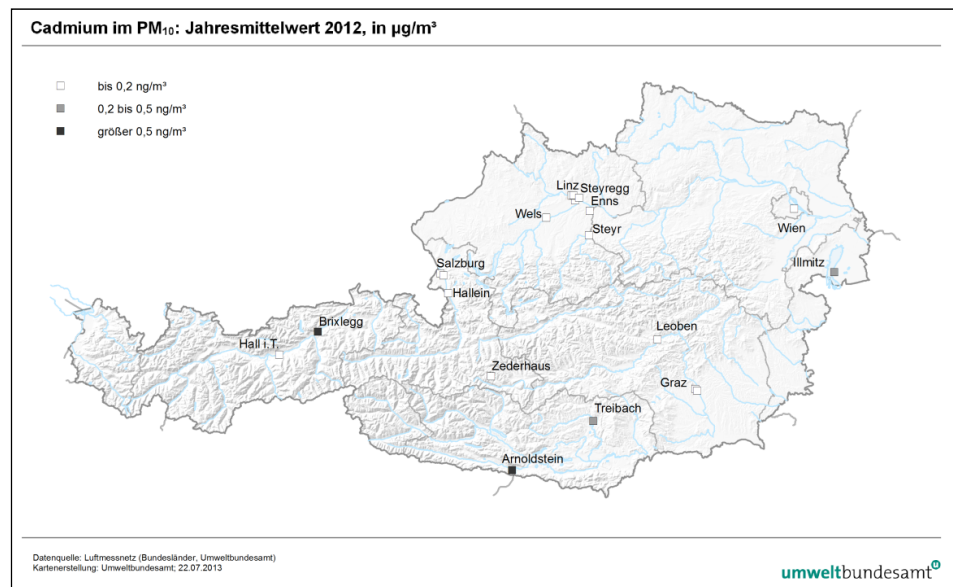 Cadmium im PM₁₀: Jahresmittelwert 2012, in µg/m³
bis 0,2 ng/m³
0,2 bis 0,5 ng/m³
größer 0,5 ng/m³
Linz
Steyregg
Enns
Wels
Steyr
Wien
Salzburg
Illmitz
Hallein
Brixlegg
Leoben
Hall i.T.
Zederhaus
Graz
Treibach
Arnoldstein
Datenquelle: Luftmessnetz (Bundesländer, Umweltbundesamt)
Kartenerstellung: Umweltbundesamt; 22.07.2013
umweltbundesamt
u